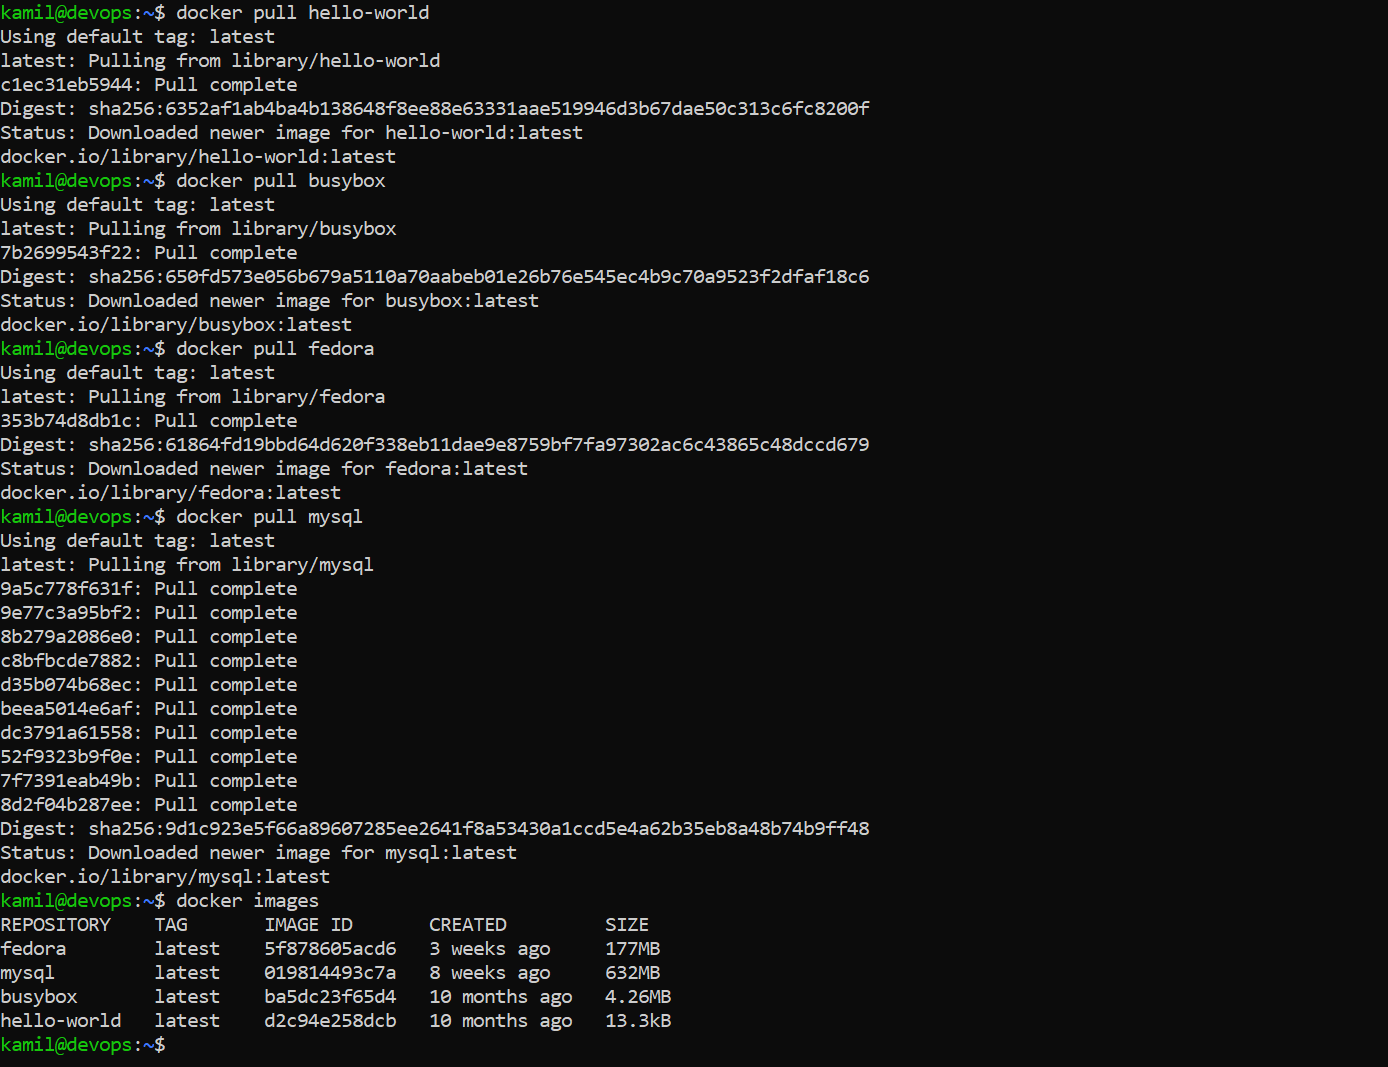 kamil@devops:~$ docker pull hello-world
Using default tag: latest
latest: Pulling from library/hello-world
c1ec31eb5944: Pull complete
Digest: sha256:6352af1ab4ba4b138648f8ee88e63331aae519946d3b67dae50c313c6fc8200f
Status: Downloaded newer image for hello-world:latest
docker.io/library/hello-world:latest
kamil@devops:~$ docker pull busybox
Using default tag: latest
latest: Pulling from library/busybox
7b2699543f22: Pull complete
Digest: sha256:650fd573e056b679a5110a70aabeb01e26b76e545ec4b9c70a9523f2dfaf18c6
Status: Downloaded newer image for busybox:latest
docker.io/library/busybox:latest
kamil@devops:~$ docker pull fedora
Using default tag: latest
latest: Pulling from library/fedora
353b74d8db1c: Pull complete
Digest: sha256:61864fd19bbd64d620f338eb11dae9e8759bf7fa97302ac6c43865c48dccd679
Status: Downloaded newer image for fedora:latest
docker.io/library/fedora:latest
kamil@devops:~$ docker pull mysql
Using default tag: latest
latest: Pulling from library/mysql
9a5c778f631f: Pull complete
9e77c3a95bf2: Pull complete
8b279a2086e0: Pull complete
c8bfbcde7882: Pull complete
d35b074b68ec: Pull complete
beea5014e6af: Pull complete
dc3791a61558: Pull complete
52f9323b9f0e: Pull complete
7f7391eab49b: Pull complete
8d2f04b287ee: Pull complete
Digest: sha256:9d1c923e5f66a89607285ee2641f8a53430a1ccd5e4a62b35eb8a48b74b9ff48
Status: Downloaded newer image for mysql:latest
docker.io/library/mysql:latest
kamil@devops:~$ docker images
REPOSITORY    TAG       IMAGE ID       CREATED         SIZE
fedora        latest    5f878605acd6   3 weeks ago     177MB
mysql         latest    019814493c7a   8 weeks ago     632MB
busybox       latest    ba5dc23f65d4   10 months ago   4.26MB
hello-world   latest    d2c94e258dcb   10 months ago   13.3kB
kamil@devops:~$